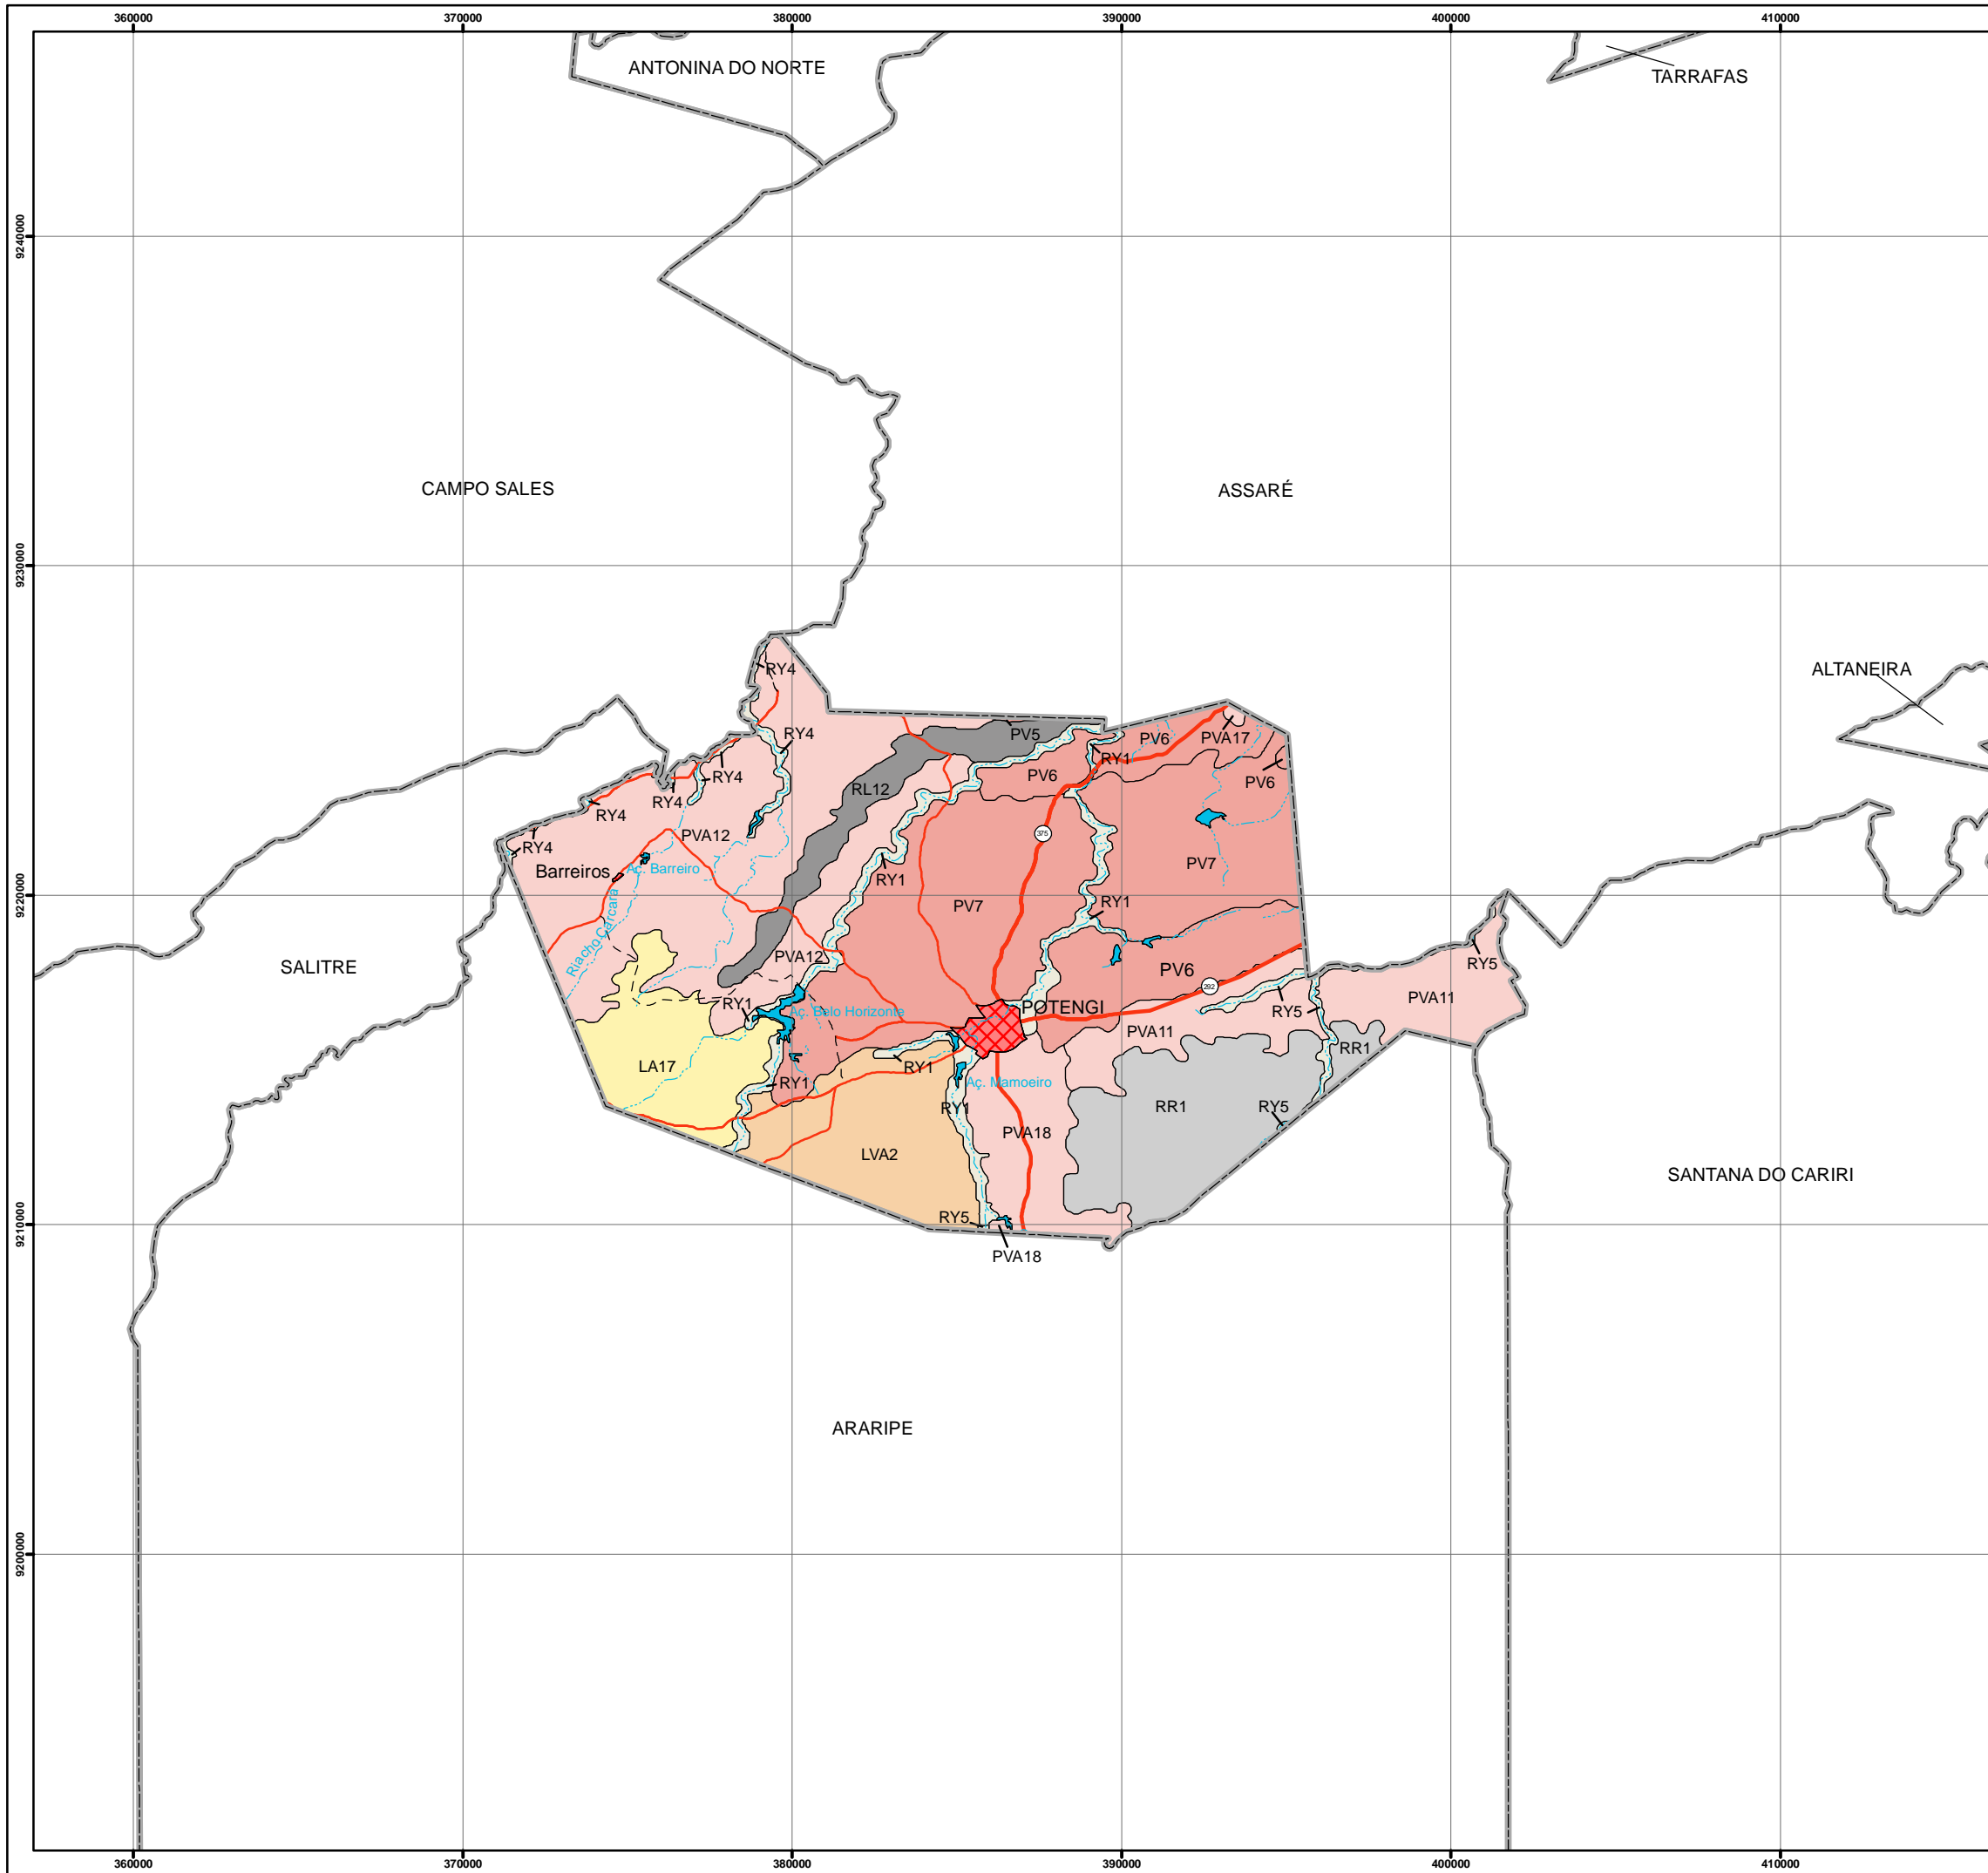 360000
370000
380000
390000
400000
410000
ANTONINA DO NORTE
TARRAFAS
9240000
CAMPO SALES
ASSARÉ
9230000
RY4
ALTANEIRA
RY4
PV5
PV6
PVA17
RY1
RY4
PV6
PV6
RY4
RL12
RY4
375
PVA12
RY4
Barreiros
Aç. Barreiro
PV7
RY1
9220000
RY1
PV7
Riacho Carcará
PVA12
SALITRE
PV6
RY5
292
PVA11
RY1
POTENGI
Aç. Belo Horizonte
RY5
PVA11
RR1
LA17
RY1
RY1
Aç. Mamoeiro
RY1
RR1
RY5
PVA18
LVA2
SANTANA DO CARIRI
RY5
9210000
PVA18
ARARIPE
9200000
360000
370000
380000
390000
400000
410000